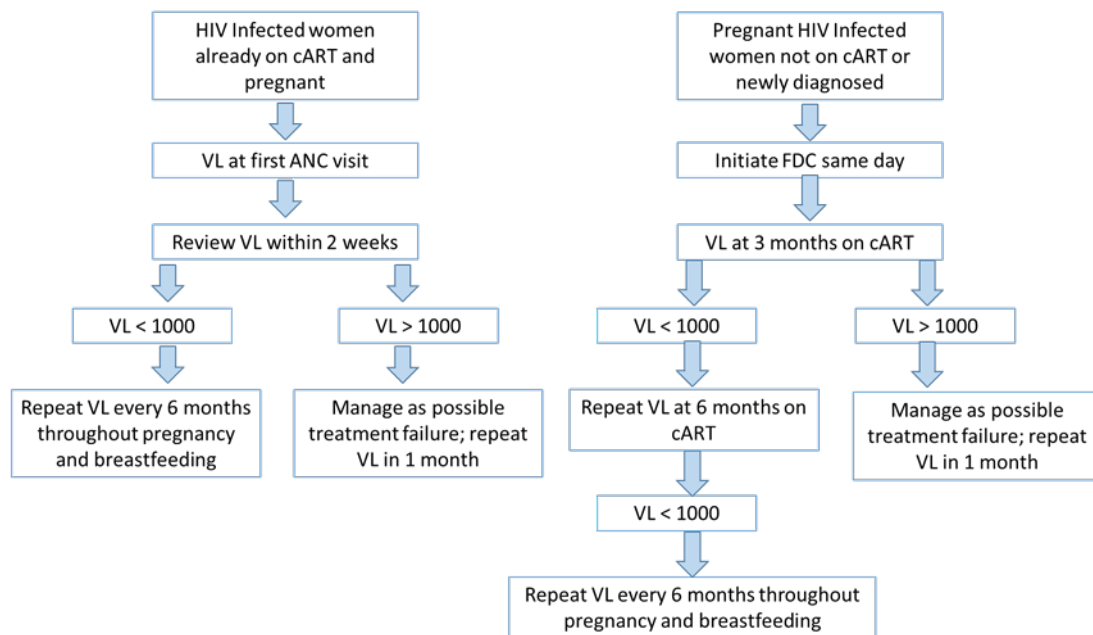 HIV Infected women
already on cART and
pregnant
VL at first ANC visit
Review VL within 2 weeks
VL < 1000
VL > 1000
Repeat VL every 6 months
throughout pregnancy
and breastfeeding
Manage as possible
treatment failure; repeat
VL in 1 month
Pregnant HIV Infected
women not on cART or
newly diagnosed
Initiate FDC same day
VL at 3 months on cART
VL < 1000
VL > 1000
Repeat VL at 6 months on
cART
Manage as possible
treatment failure; repeat
VL in 1 month
VL < 1000
Repeat VL every 6 months throughout
pregnancy and breastfeeding